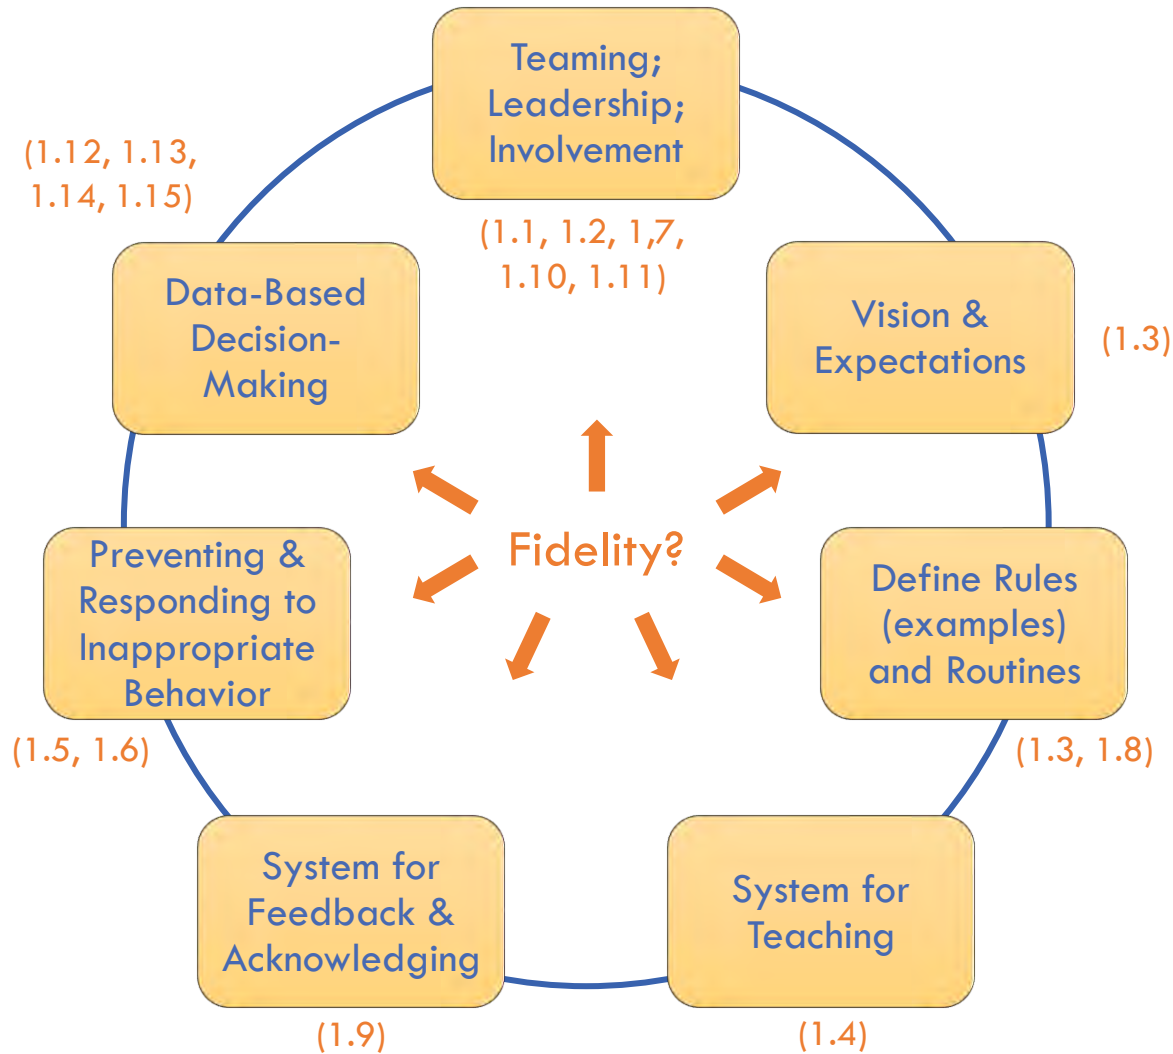 Teaming;
Leadership;
Involvement
(1.1, 1.2, 1,7,
1.10, 1.11)
Vision &
Expectations
(1.3)
Define Rules
(examples)
and Routines
(1.3, 1.8)
System for
Teaching
(1.4)
System for
Feedback &
Acknowledging
(1.9)
Preventing &
Responding to
Inappropriate
Behavior
(1.5, 1.6)
Data-Based
Decision-
Making
(1.12, 1.13,
1.14, 1.15)
Fidelity?